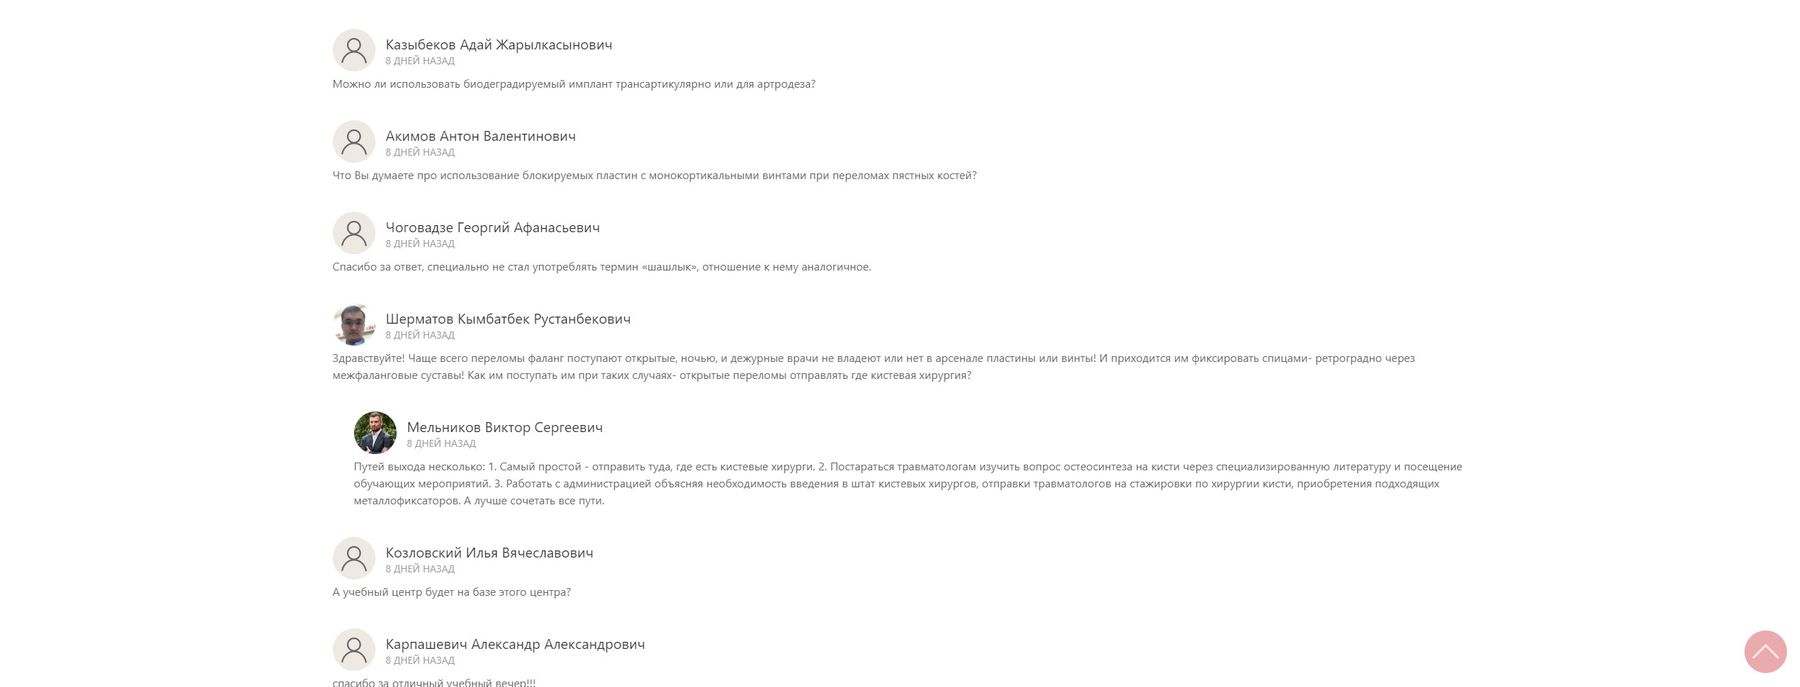 Казыбеков Адай Жарылкасынович
8 ДНЕЙ НАЗАД
Можно ли использовать биодеградируемый имплант трансартикулярно или для артродеза?
Акимов Антон Валентинович
8 ДНЕЙ НАЗАД
Что Вы думаете про использование блокируемых пластин с монокортикальными винтами при переломах пястных костей?
Чоговадзе Георгий Афанасьевич
8 ДНЕЙ НАЗАД
Спасибо за ответ, специально не стал употреблять термин «шашлык», отношение к нему аналогичное.
Шерматов Кымбатбек Рустанбекович
8 ДНЕЙ НАЗАД
Здравствуйте! Чаще всего переломы фаланг поступают открытые, ночью, и дежурные врачи не владеют или нет в арсенале пластины или винты! И приходится им фиксировать спицами- ретроградно через
межфаланговые суставы! Как им поступать им при таких случаях- открытые переломы отправлять где кистевая хирургия?
Мельников Виктор Сергеевич
8 ДНЕЙ НАЗАД
Путей выхода несколько: 1. Самый простой - отправить туда, где есть кистевые хирурги. 2. Постараться травматологам изучить вопрос остеосинтеза на кисти через специализированную литературу и посещение
обучающих мероприятий. 3. Работать с администрацией объясняя необходимость введения в штат кистевых хирургов, отправки травматологов на стажировки по хирургии кисти, приобретения подходящих
металлофиксаторов. А лучше сочетать все пути.
Козловский Илья Вячеславович
8 ДНЕЙ НАЗАД
А учебный центр будет на базе этого центра?
Карпашевич Александр Александрович
8 ДНЕЙ НАЗАД
спасибо за отличный учебный вечер!!!